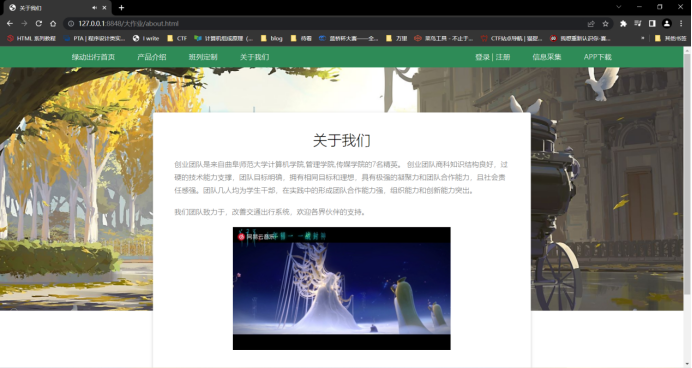 关于我们
127.0.0.1:8848/大作业/about.html
HTML 系列教程
PTA | 程序设计类实...
I write
CTF
计算机组成原理 (...
blog
待看
蓝桥杯大赛——全...
万里
菜鸟工具 - 不止于...
CTF站点导航 | 猫捉...
我想重新认识你-喜...
»
其他书签
绿动出行首页
产品介绍
班列定制
关于我们
登录 | 注册
信息采集
APP下载
关于我们
创业团队是来自曲阜师范大学计算机学院,管理学院,传媒学院的7名精英。 创业团队商科知识结构良好，过
硬的技术能力支撑，团队目标明确，拥有相同目标和理想，拥有极强的凝聚力和团队合作能力，且社会责
任感强。团队几人均为学生干部，在实践中的形成团队合作能力强，组织能力和创新能力突出。
我们团队致力于，改善交通出行系统，欢迎各界伙伴的支持。
网易云音乐